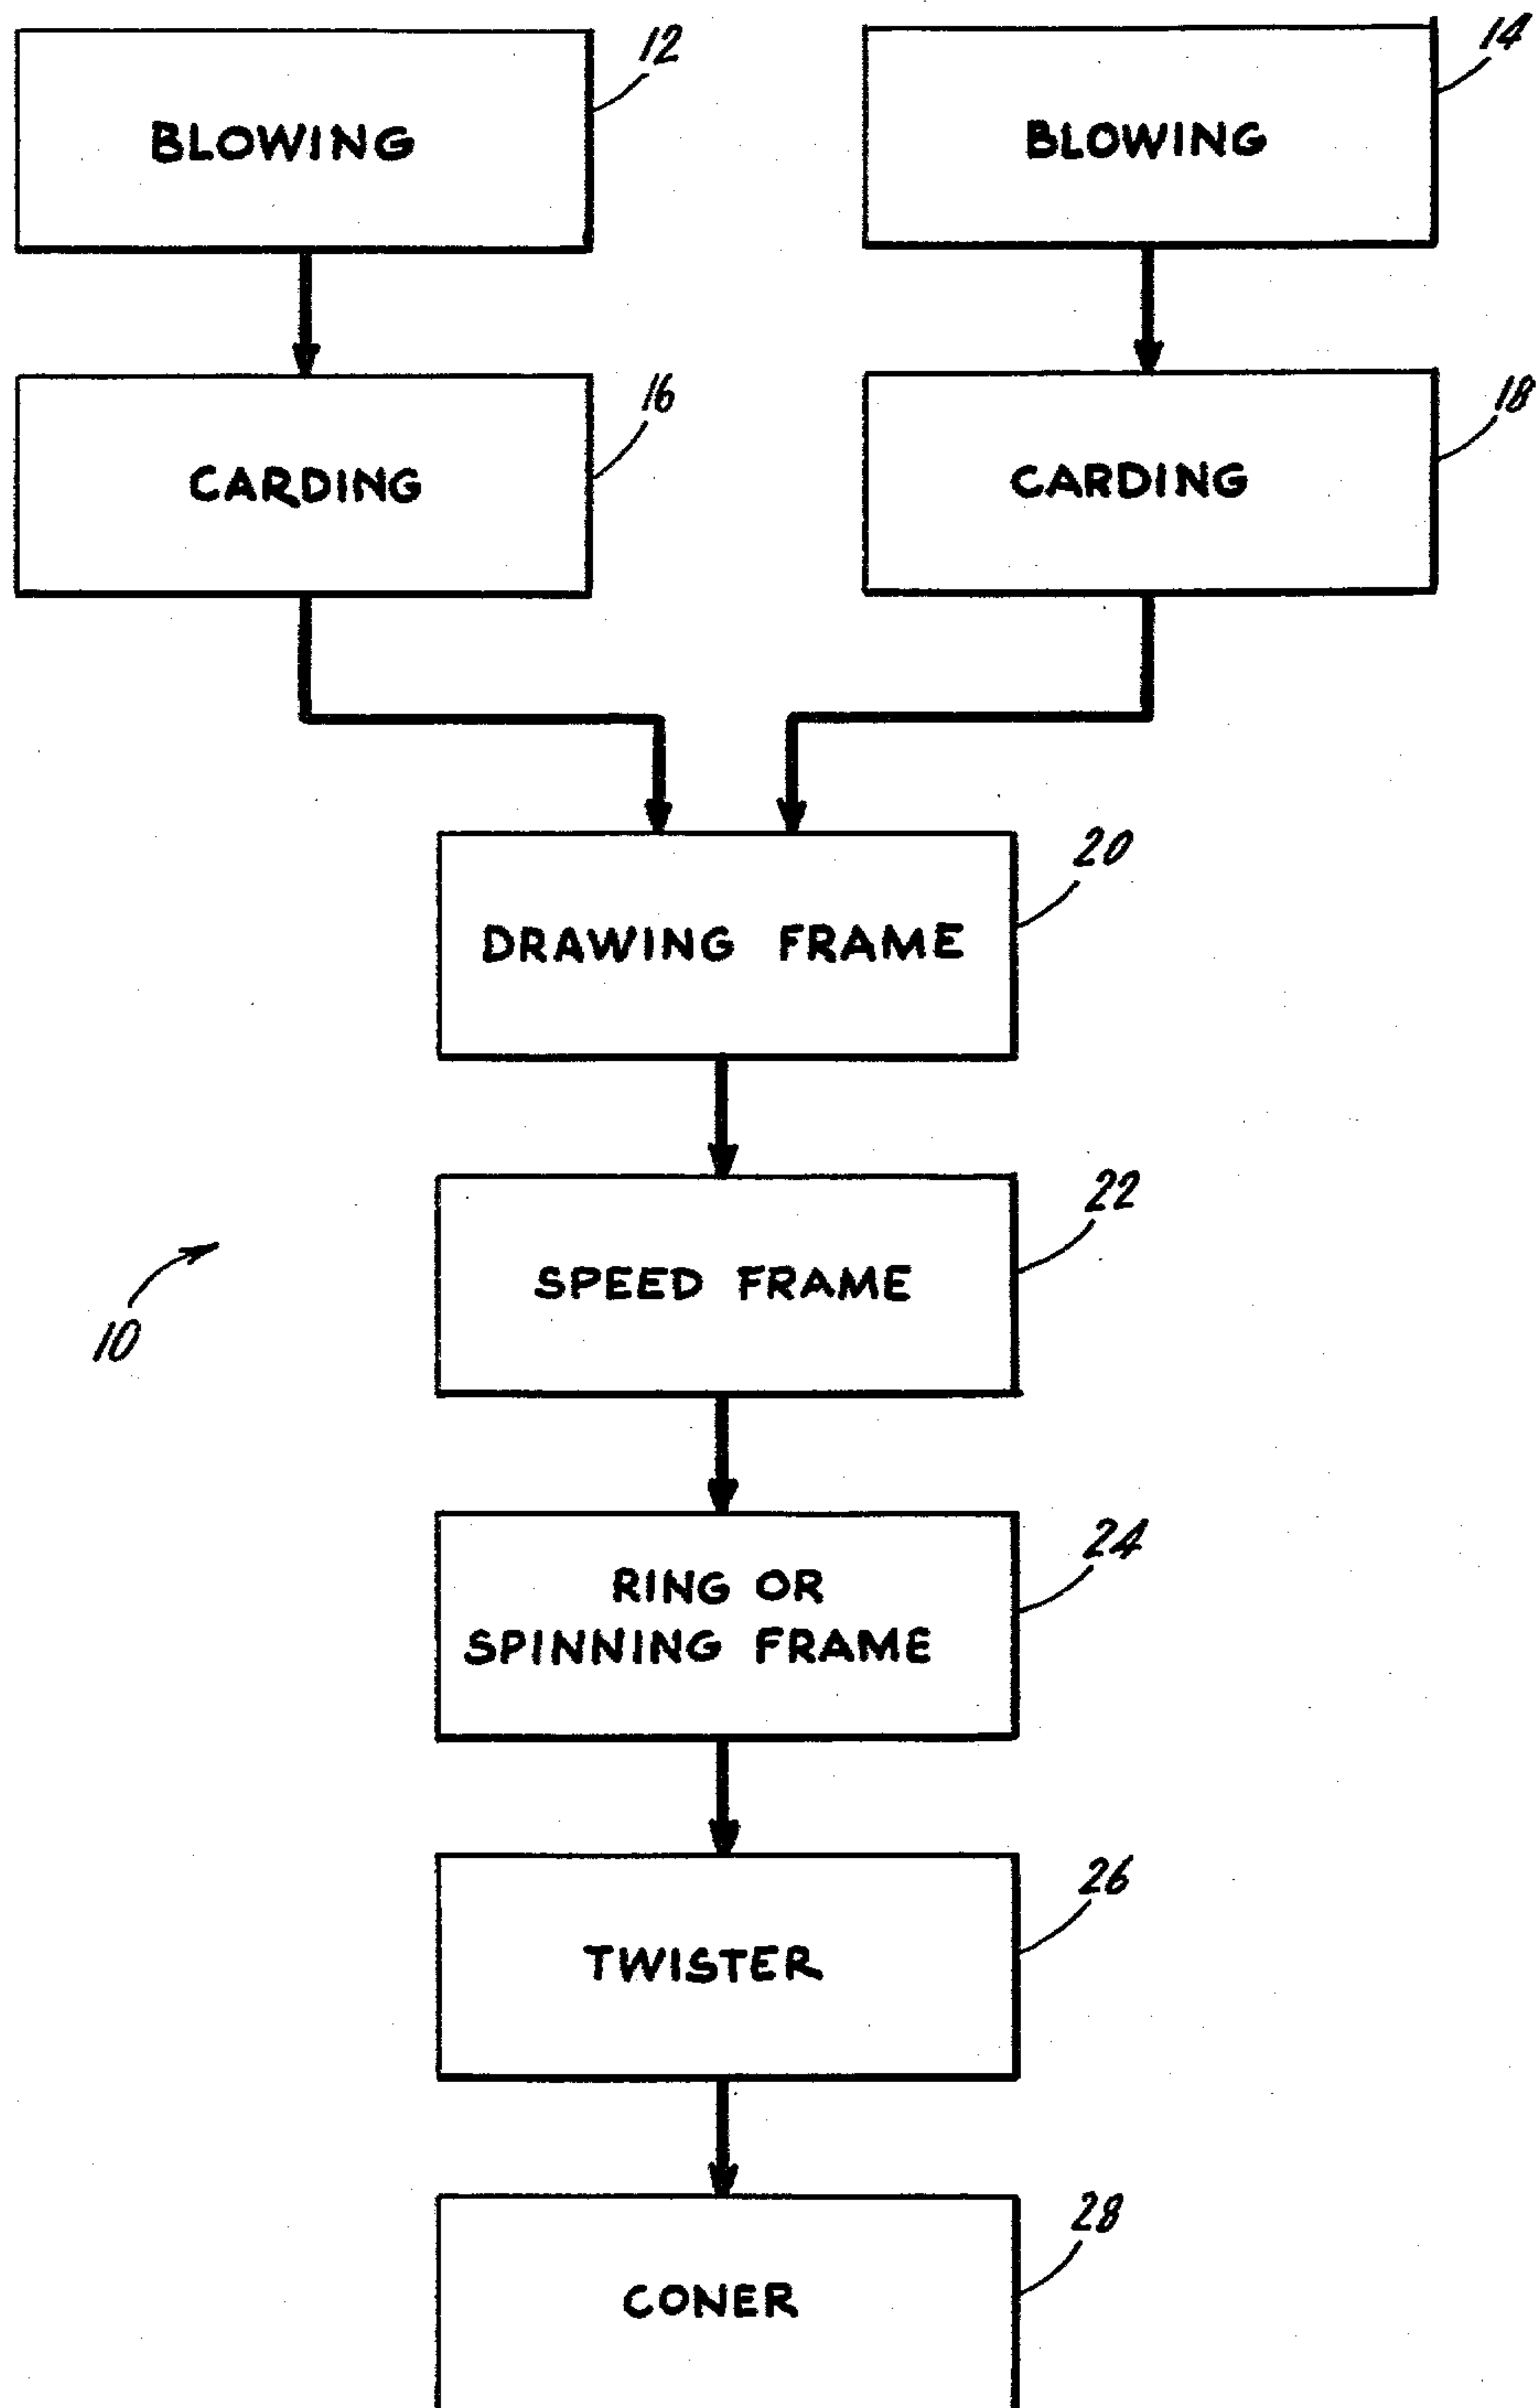 12
14
BLOWING
BLOWING
16
18
CARDING
CARDING
20
DRAWING FRAME
22
SPEED FRAME
10
24
RING OR
SPINNING FRAME
26
TWISTER
28
CONER